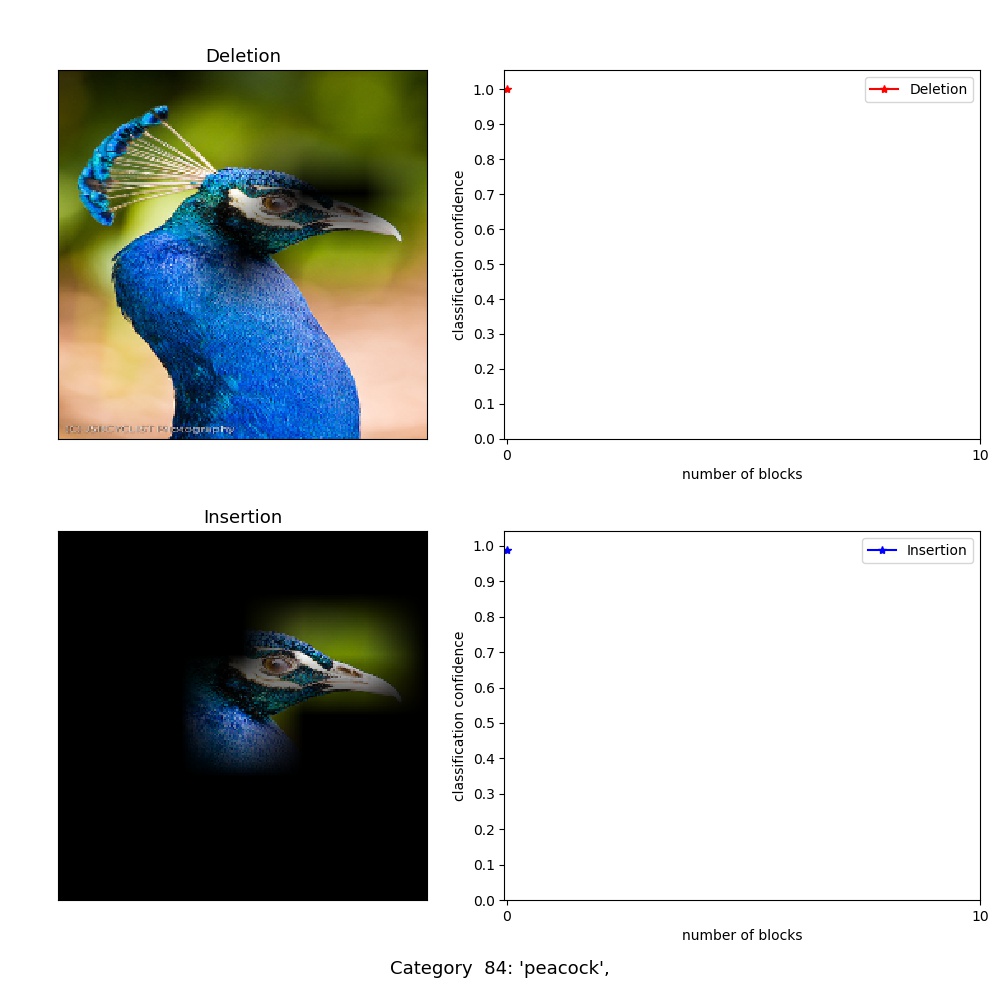 Deletion
1.0
0.9
0.8
0.7
0.6
0.5
0.4
0.3
0.2
0.1
0.0
classification confidence
0
10
number of blocks
Deletion
Insertion
1.0
0.9
0.8
0.7
0.6
0.5
0.4
0.3
0.2
0.1
0.0
classification confidence
0
10
number of blocks
Insertion
Category  84: 'peacock',